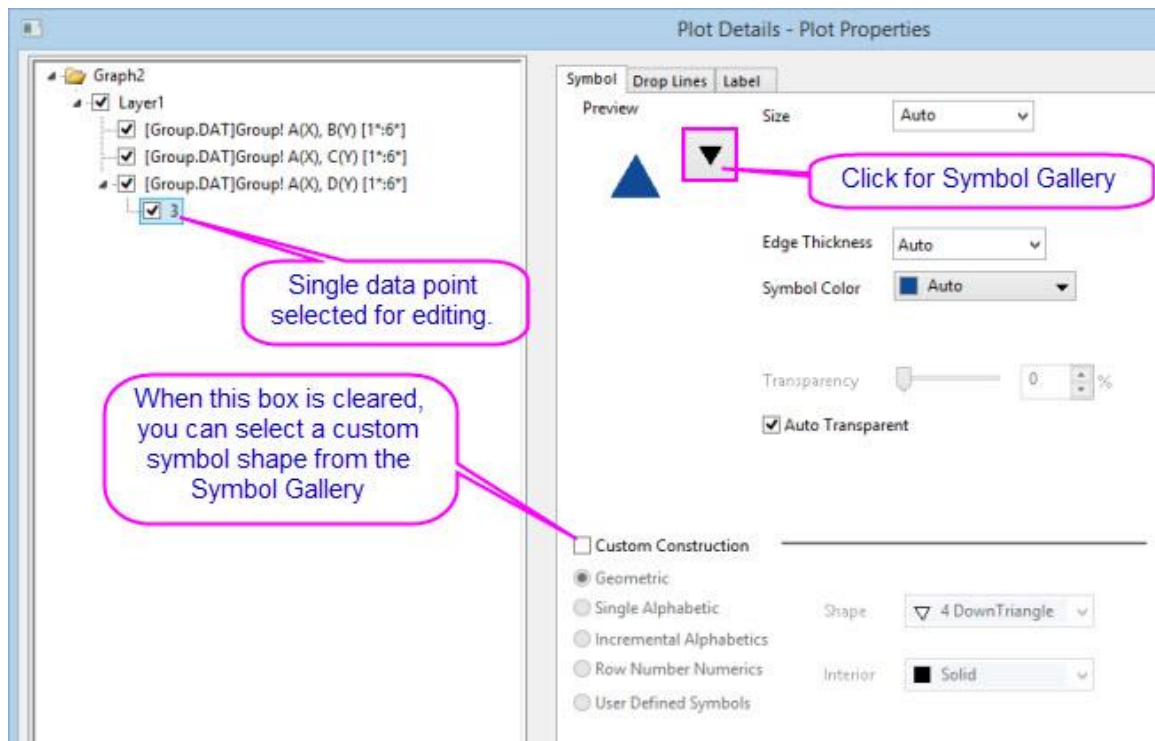 Plot Details - Plot Properties
Graph2
Layer1
[Group.DAT]Group! A(X), B(Y) [1*:6*]
[Group.DAT]Group! A(X), C(Y) [1*:6*]
[Group.DAT]Group! A(X), D(Y) [1*:6*]
3
Single data point
selected for editing.
When this box is cleared,
you can select a custom
symbol shape from the
Symbol Gallery
Symbol Drop Lines Label
Preview
Size Auto
Click for Symbol Gallery
Edge Thickness Auto
Symbol Color Auto
Transparency 0 %
Auto Transparent
Custom Construction
Geometric
Single Alphabetic Shape 4 DownTriangle
Incremental Alphabetics
Row Number Numerics Interior Solid
User Defined Symbols